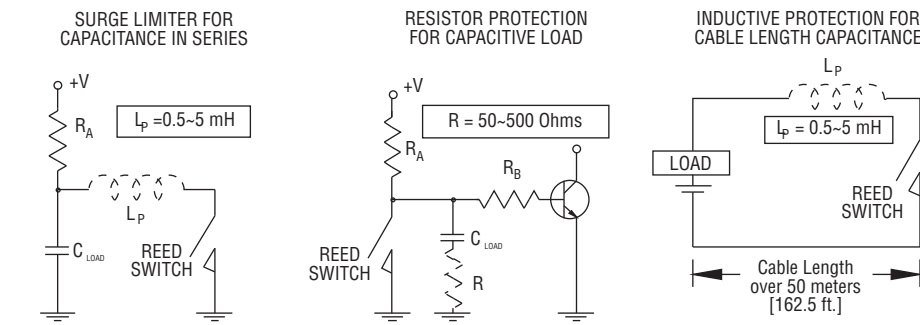 SURGE LIMITER FOR
CAPACITANCE IN SERIES
+V
RA
LP =0.5~5 mH
LP
C LOAD
REED
SWITCH
RESISTOR PROTECTION
FOR CAPACITIVE LOAD
+V
R = 50~500 Ohms
RA
RB
C LOAD
REED
SWITCH
R
INDUCTIVE PROTECTION FOR
CABLE LENGTH CAPACITANCE
LP
LP = 0.5~5 mH
LOAD
REED
SWITCH
Cable Length
over 50 meters
[162.5 ft.]